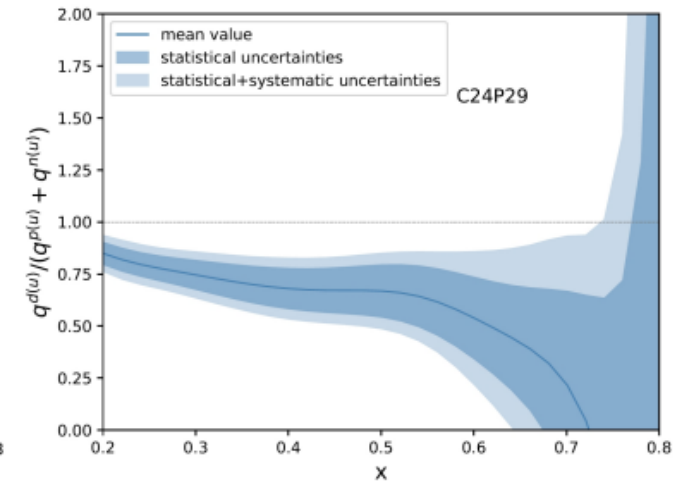 2.00
mean value
statistical uncertainties
statistical+systematic uncertainties
1.75
C24P29
1.50
1.25
1.00
0.75
0.50
0.25
0.00
q^{d(u)}/(q^{p(u)} + q^{n(u)})
0.2 0.3 0.4 0.5 0.6 0.7 0.8
x